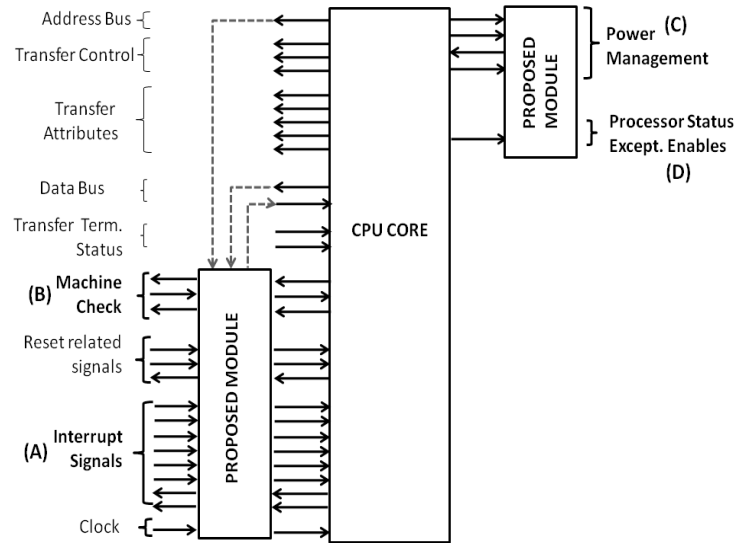 Address Bus
Transfer Control
Transfer
Attributes
Data Bus
Transfer Term.
Status
(B) Machine
Check
Reset related
signals
(A) Interrupt
Signals
Clock
PROPOSED MODULE
CPU CORE
PROPOSED
MODULE
Power (C)
Management
Processor Status
Except. Enables
(D)